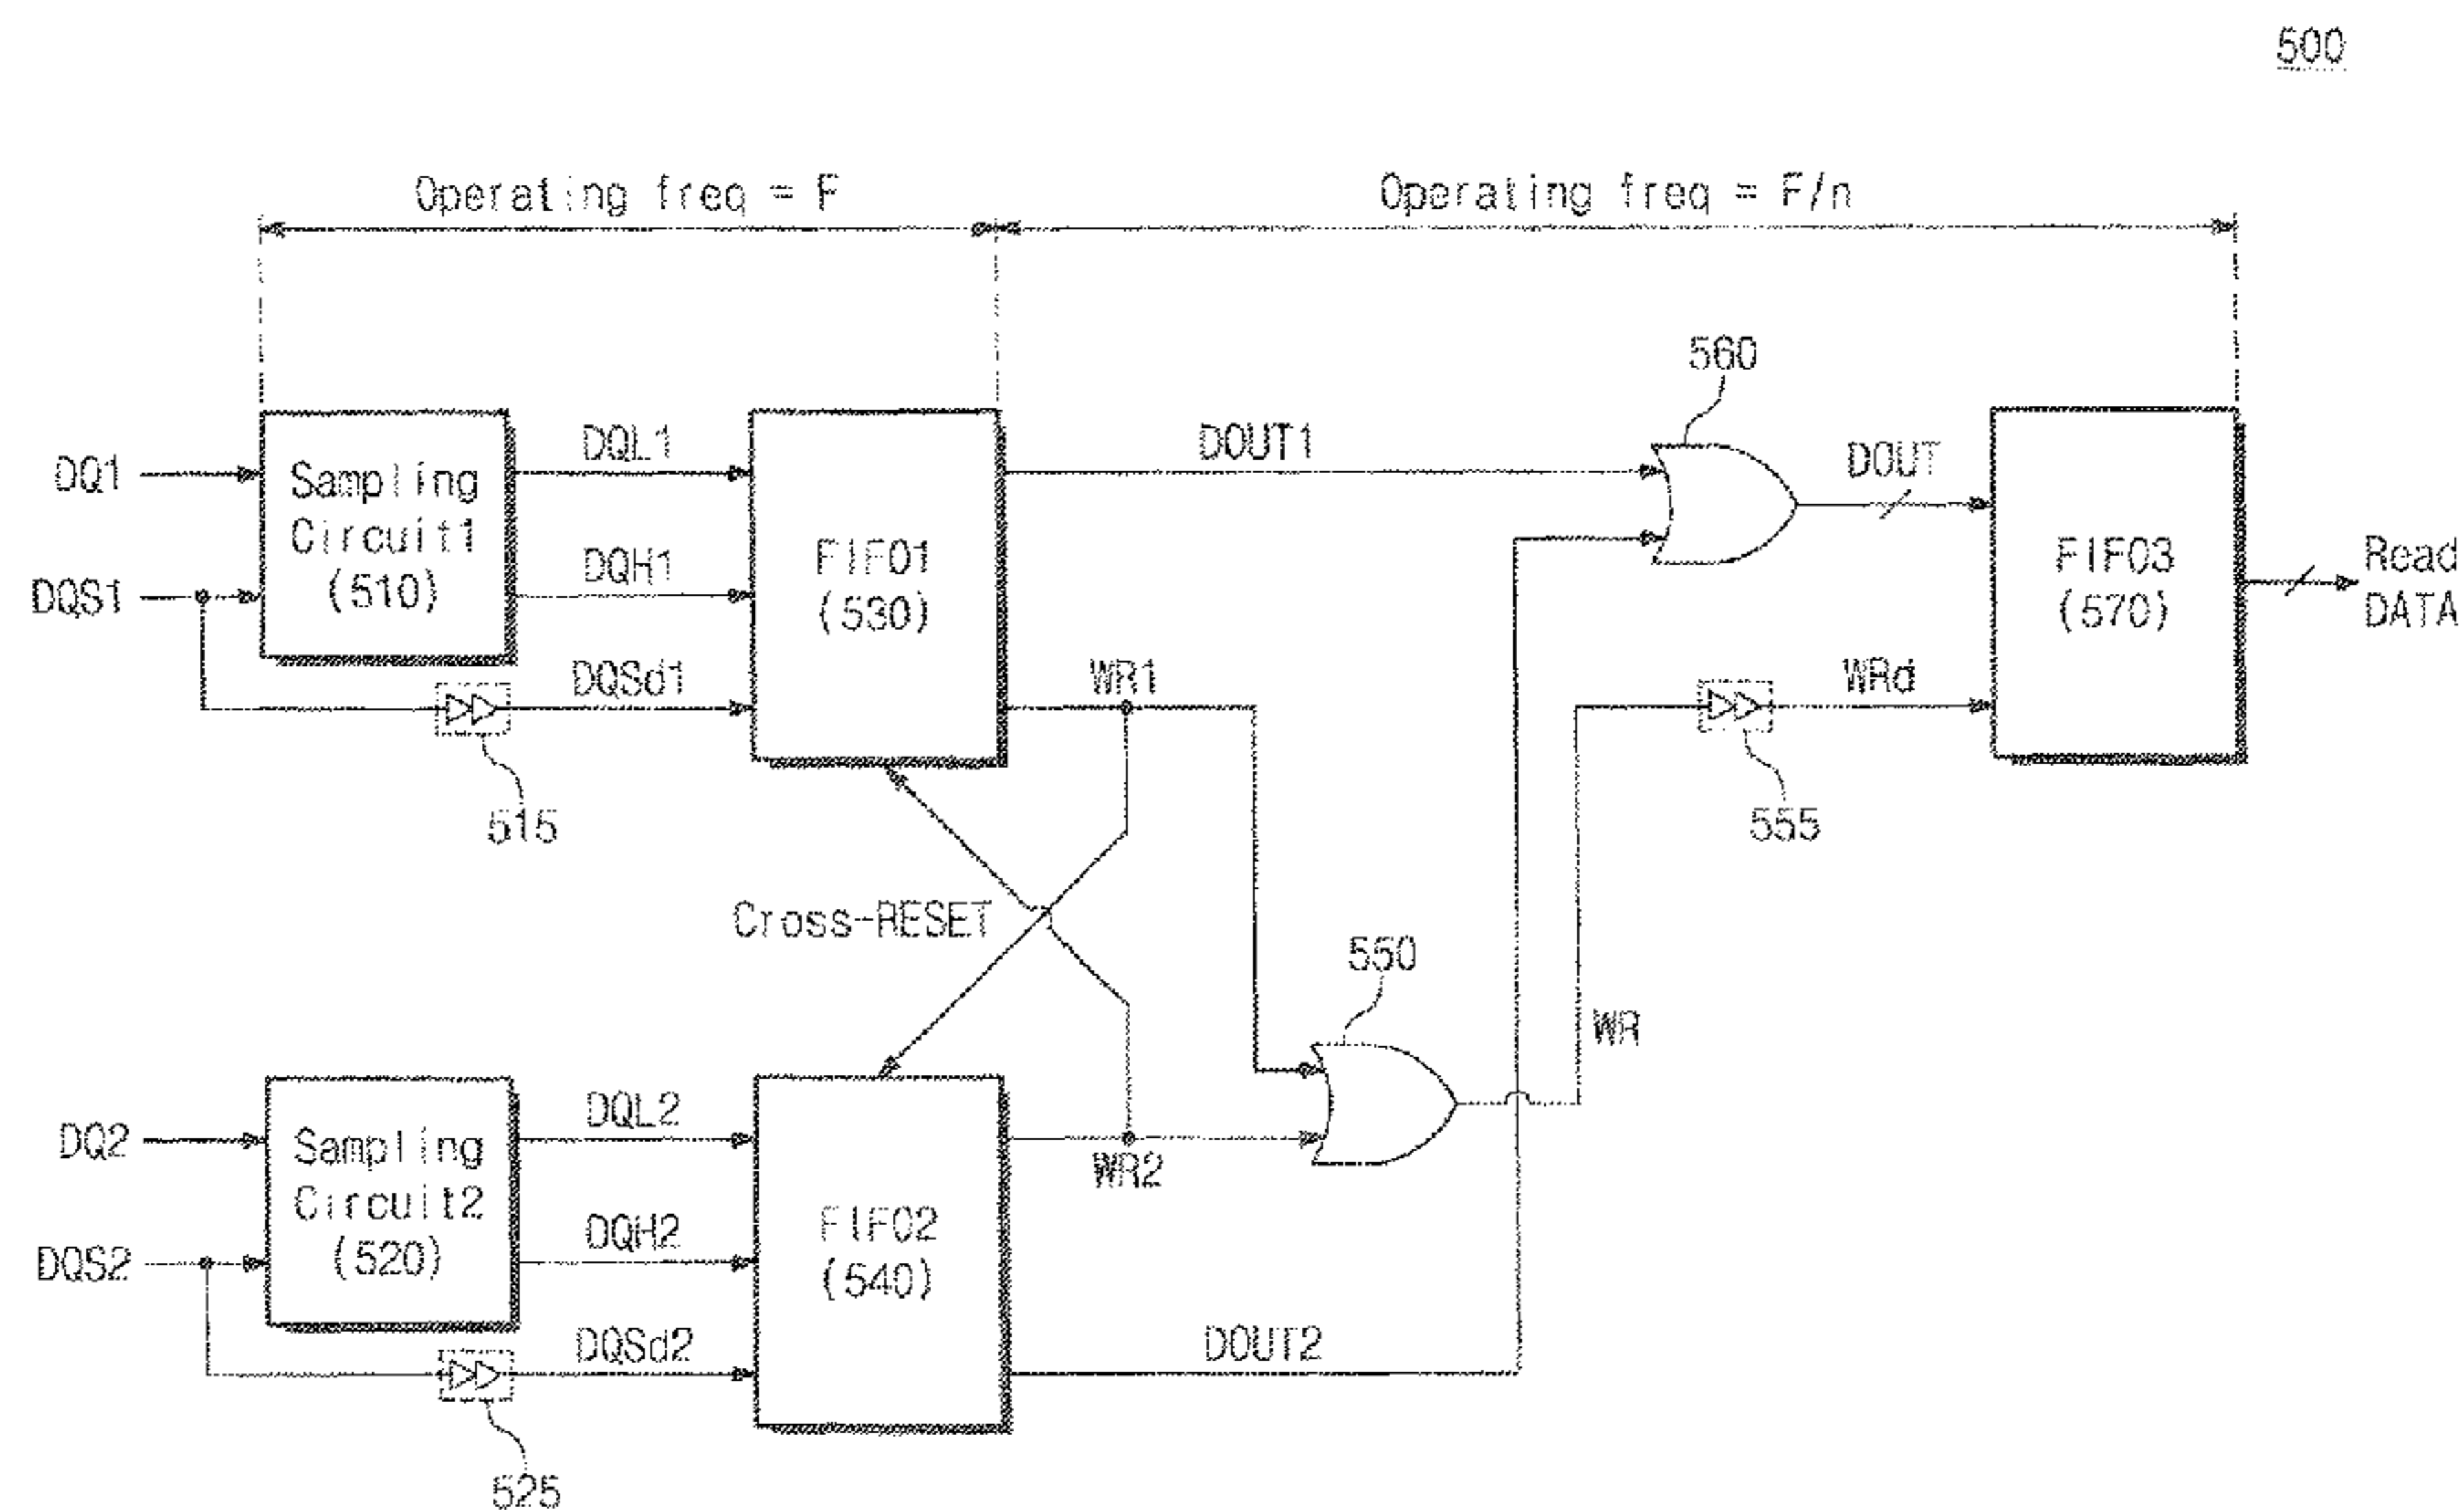 500
Operating freq = F
Operating freq = F/n
560
DQ1
DQS1
Sampling
Circuit1
(510)
DQL1
DQH1
DQSd1
515
FIFO1
(530)
DOUT1
WR1
DOUT
WRd
555
FIFO3
(570)
Read
DATA
Cross-RESET
550
WR
DQ2
DQS2
Sampling
Circuit2
(520)
DQL2
DQH2
DQSd2
525
FIFO2
(540)
WR2
DOUT2